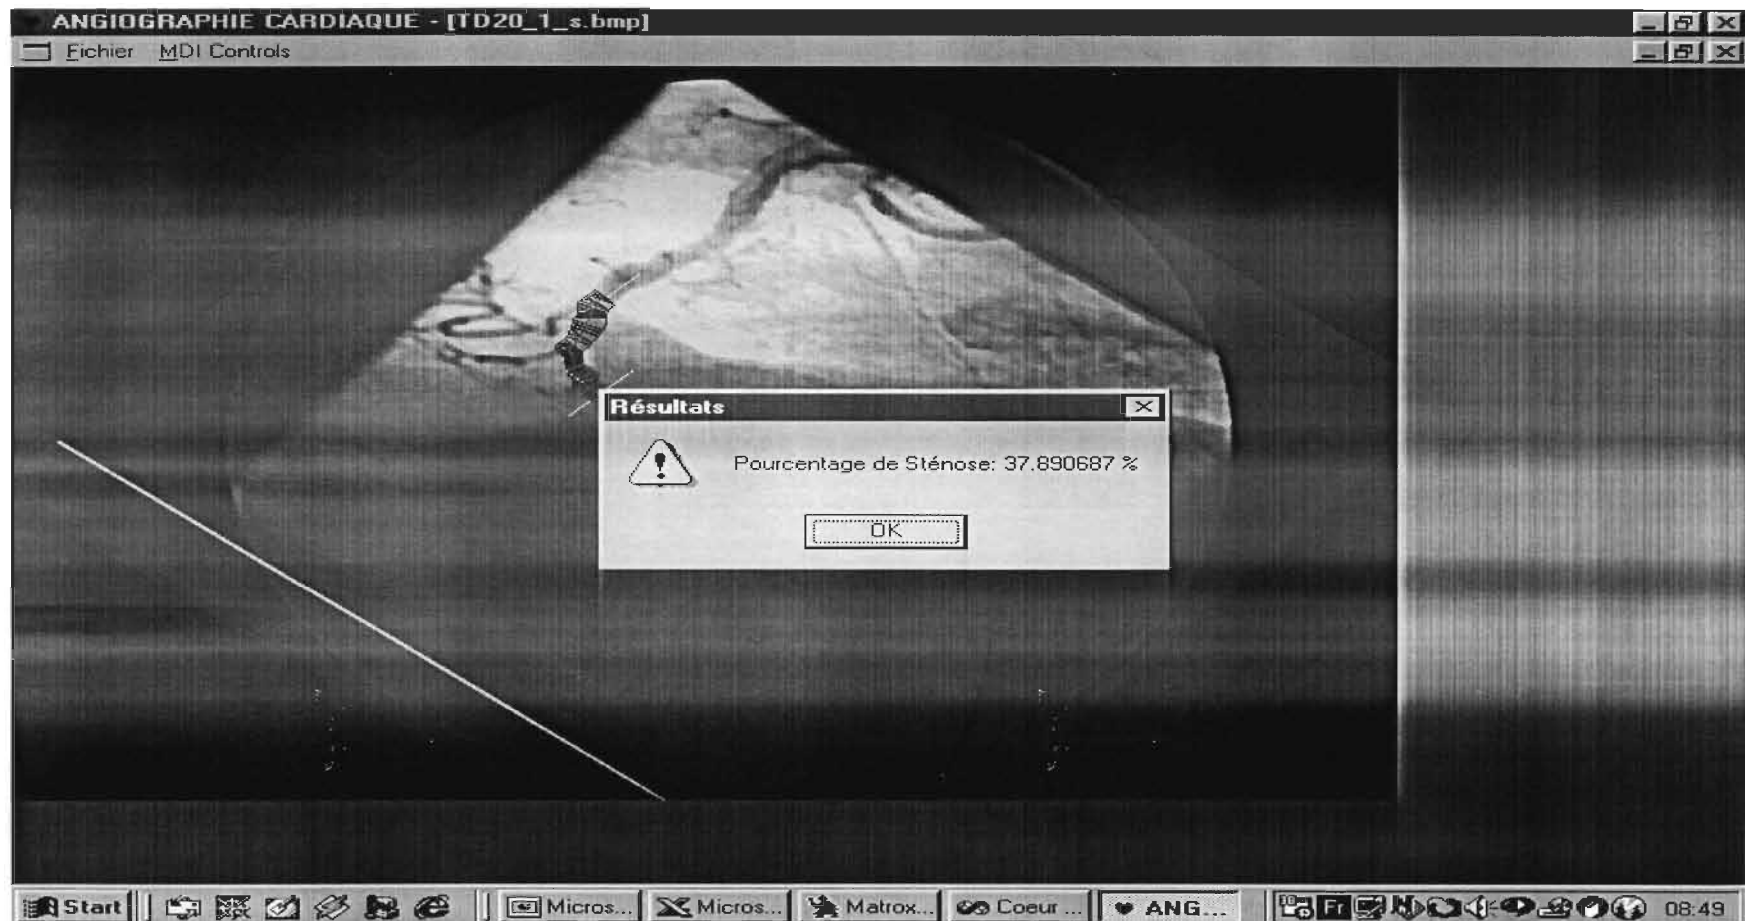 ANGIOGRAPHIE CARDIAQUE - [TD20_1_s.bmp]
Fichier MDI Controls
Résultats
Pourcentage de Sténose: 37.890687 %
OK
Start Micros... Micros... Matrox... Coeur ... ANG... Fr 08:49